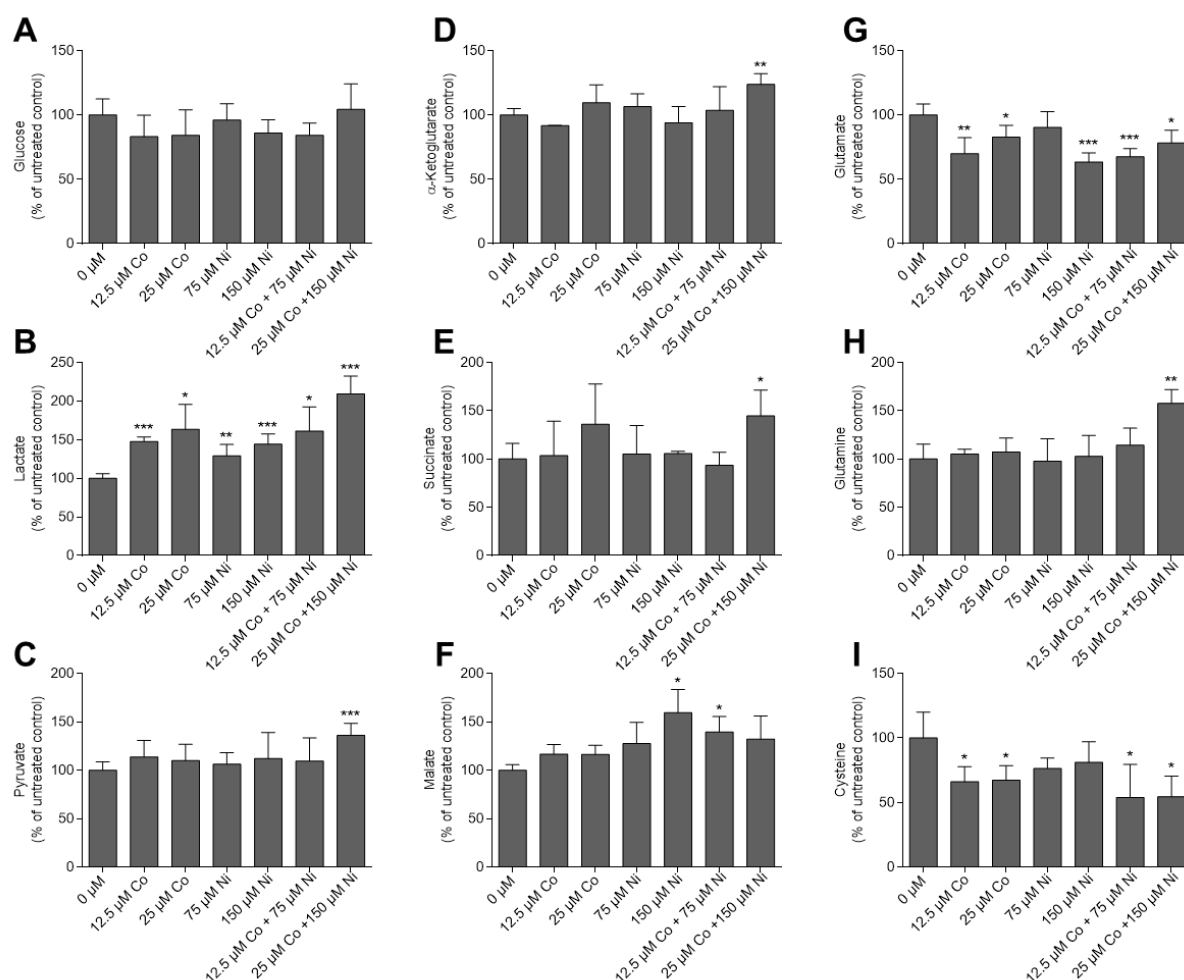 A
Glucose
(% of untreated control)
150
100
50
0
0 µM
12.5 µM Co
25 µM Co
75 µM Ni
150 µM Ni
12.5 µM Co + 75 µM Ni
25 µM Co +150 µM Ni
B
Lactate
(% of untreated control)
250
200
150
100
50
0
***
*
**
***
*
***
0 µM
12.5 µM Co
25 µM Co
75 µM Ni
150 µM Ni
12.5 µM Co + 75 µM Ni
25 µM Co +150 µM Ni
C
Pyruvate
(% of untreated control)
200
150
100
50
0
***
0 µM
12.5 µM Co
25 µM Co
75 µM Ni
150 µM Ni
12.5 µM Co + 75 µM Ni
25 µM Co +150 µM Ni
D
α-Ketoglutarate
(% of untreated control)
150
100
50
0
**
0 µM
12.5 µM Co
25 µM Co
75 µM Ni
150 µM Ni
12.5 µM Co + 75 µM Ni
25 µM Co +150 µM Ni
E
Succinate
(% of untreated control)
200
150
100
50
0
*
0 µM
12.5 µM Co
25 µM Co
75 µM Ni
150 µM Ni
12.5 µM Co + 75 µM Ni
25 µM Co +150 µM Ni
F
Malate
(% of untreated control)
200
150
100
50
0
*
*
0 µM
12.5 µM Co
25 µM Co
75 µM Ni
150 µM Ni
12.5 µM Co + 75 µM Ni
25 µM Co +150 µM Ni
G
Glutamate
(% of untreated control)
150
100
50
0
**
*
***
***
*
0 µM
12.5 µM Co
25 µM Co
75 µM Ni
150 µM Ni
12.5 µM Co + 75 µM Ni
25 µM Co +150 µM Ni
H
Glutamine
(% of untreated control)
200
150
100
50
0
**
0 µM
12.5 µM Co
25 µM Co
75 µM Ni
150 µM Ni
12.5 µM Co + 75 µM Ni
25 µM Co +150 µM Ni
I
Cysteine
(% of untreated control)
150
100
50
0
*
*
*
*
0 µM
12.5 µM Co
25 µM Co
75 µM Ni
150 µM Ni
12.5 µM Co + 75 µM Ni
25 µM Co +150 µM Ni